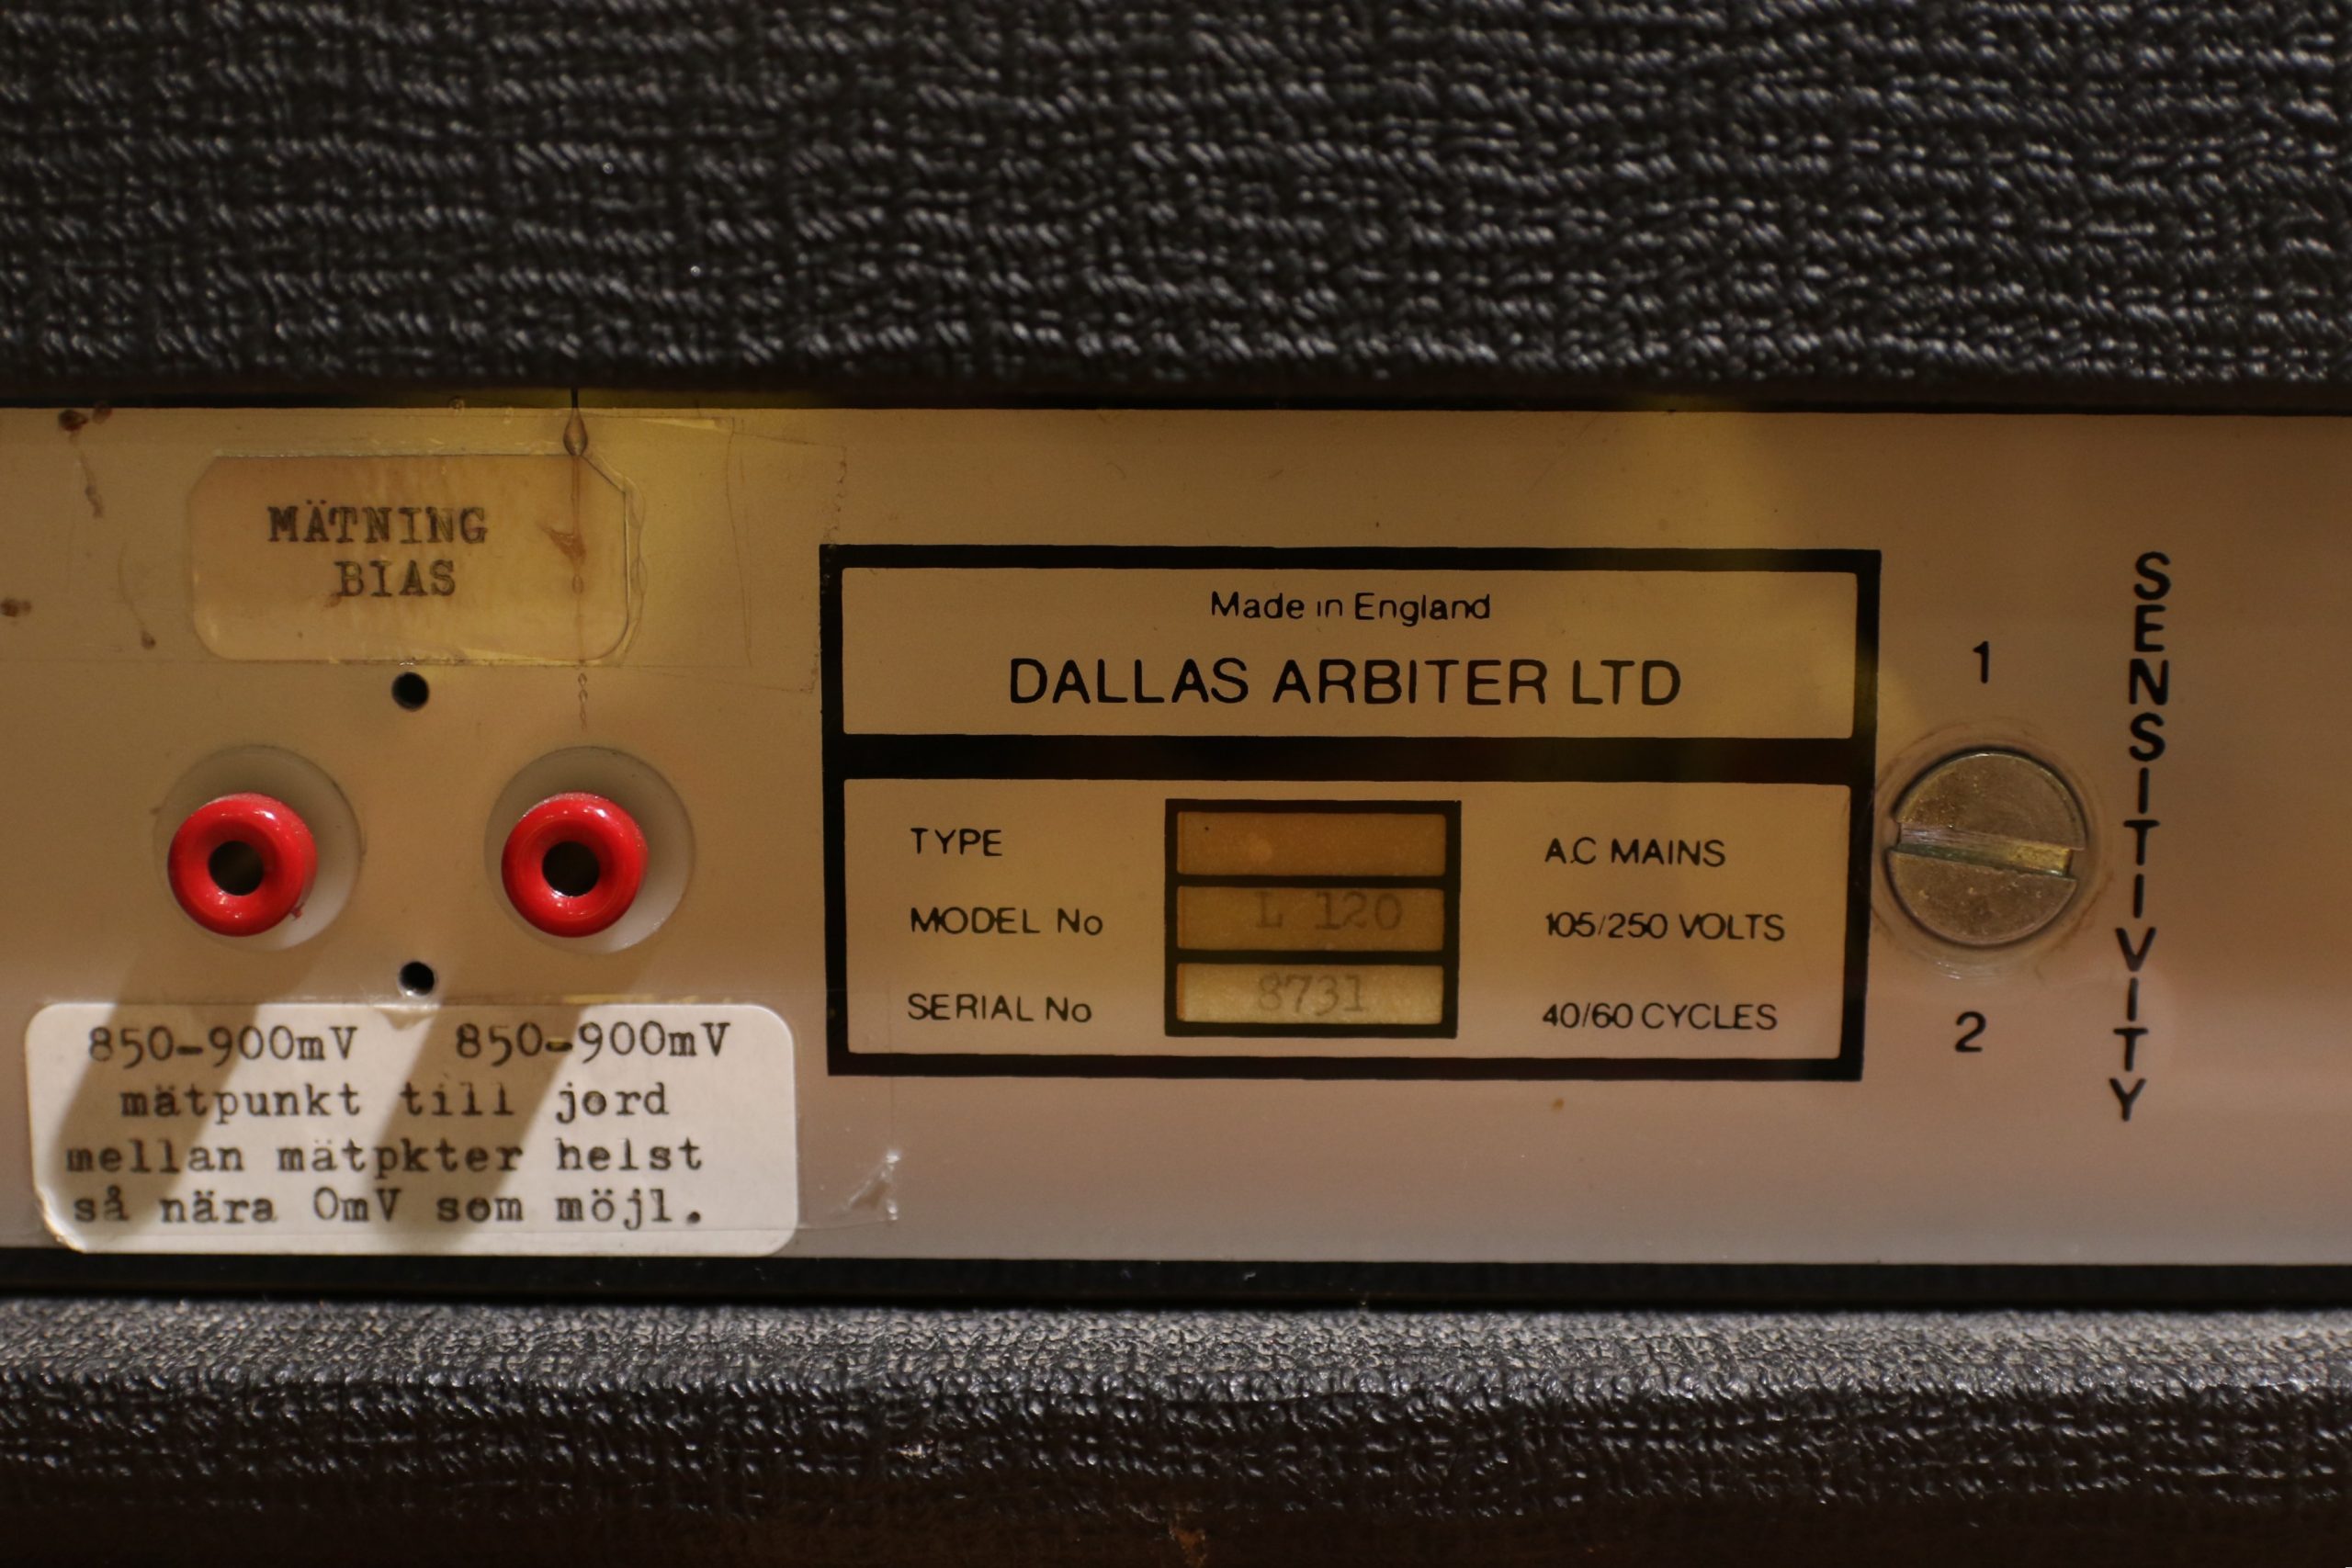 MÄTNING
BIAS
850-900mV 850-900mV
mätpunkt till jord
mellan mätpkter helst
så nära 0mV som möjl.
Made in England
DALLAS ARBITER LTD
TYPE
MODEL No L 120
SERIAL No 8731
A.C MAINS
105/250 VOLTS
40/60 CYCLES
1
2
SENSITIVITY